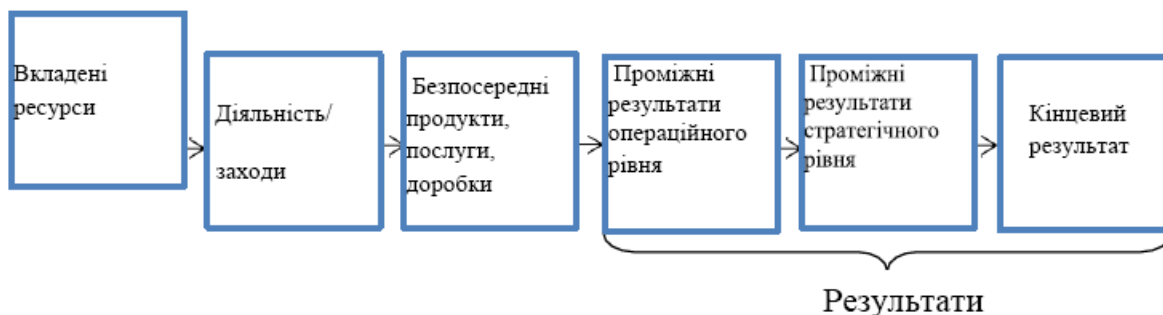 Вкладені
ресурси
Діяльність/
заходи
Безпосередні
продукти,
послуги,
доробки
Проміжні
результати
операційного
рівня
Проміжні
результати
стратегічного
рівня
Кінцевий
результат
Результати